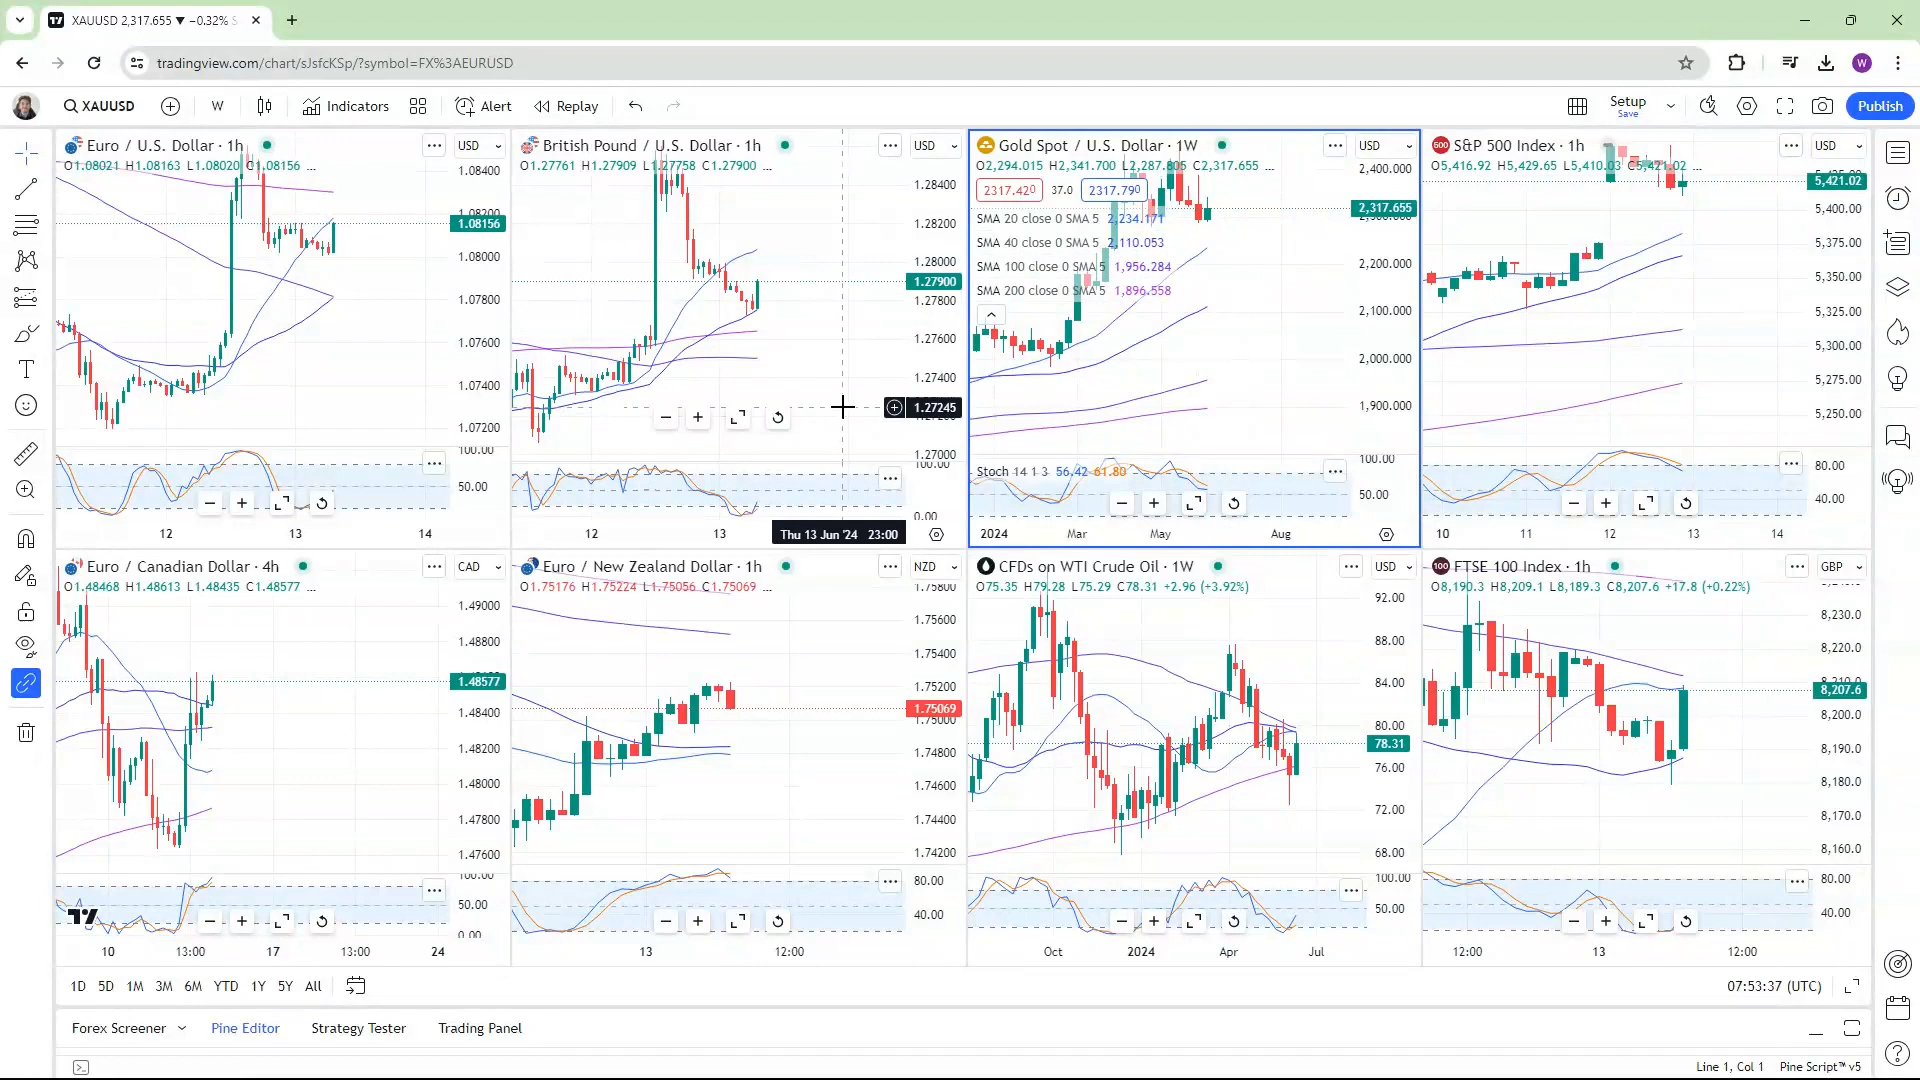 XAUUSD 2,317.655 ▼ −0.32% S
tradingview.com/chart/sJsfcKSp/?symbol=FX%3AEURUSD
W
XAUUSD
W
Indicators
Alert
Replay
Setup
Save
Publish
Euro / U.S. Dollar · 1h
USD
O1.08021 H1.08163 L1.08020 C1.08156 ...
1.08400
1.08156
1.08000
1.07800
1.07600
1.07400
1.07200
100.00
50.00
12
13
14
British Pound / U.S. Dollar · 1h
USD
O1.27761 H1.27909 L1.27758 C1.27900 ...
1.28400
1.28200
1.28000
1.27900
1.27800
1.27600
1.27400
1.27245
1.27000
100.00
0.00
12
13
Thu 13 Jun '24 23:00
Gold Spot / U.S. Dollar · 1W
USD
O2,294.015 H2,341.700 L2,287.805 C2,317.655 ...
2317.420
37.0
2317.790
SMA 20 close 0 SMA 5 2,234.171
SMA 40 close 0 SMA 5 2,110.053
SMA 100 close 0 SMA 5 1,956.284
SMA 200 close 0 SMA 5 1,896.558
2,400.000
2,317.655
2,200.000
2,100.000
2,000.000
1,900.000
Stoch 14 1 3 56.42 61.80
100.00
50.00
2024
Mar
May
Aug
500
S&P 500 Index · 1h
USD
O5,416.92 H5,429.65 L5,410.03 C5,421.02 ...
5,421.02
5,400.00
5,375.00
5,350.00
5,325.00
5,300.00
5,275.00
5,250.00
80.00
40.00
10
11
12
13
14
Euro / Canadian Dollar · 4h
CAD
O1.48468 H1.48613 L1.48435 C1.48577 ...
1.49000
1.48800
1.48577
1.48400
1.48200
1.48000
1.47800
1.47600
100.00
50.00
0.00
10
13:00
17
13:00
24
Euro / New Zealand Dollar · 1h
NZD
O1.75176 H1.75224 L1.75056 C1.75069 ...
1.75800
1.75600
1.75400
1.75200
1.75069
1.75000
1.74800
1.74600
1.74400
1.74200
80.00
40.00
13
12:00
CFDs on WTI Crude Oil · 1W
USD
O75.35 H79.28 L75.29 C78.31 +2.96 (+3.92%)
92.00
88.00
84.00
80.00
78.31
76.00
72.00
68.00
100.00
50.00
Oct
2024
Apr
Jul
100
FTSE 100 Index · 1h
GBP
O8,190.3 H8,209.1 L8,189.3 C8,207.6 +17.8 (+0.22%)
8,230.0
8,220.0
8,207.6
8,200.0
8,190.0
8,180.0
8,170.0
8,160.0
80.00
40.00
12:00
13
12:00
1D 5D 1M 3M 6M YTD 1Y 5Y All
07:53:37 (UTC)
Forex Screener
Pine Editor
Strategy Tester
Trading Panel
Line 1, Col 1
Pine Script™ v5